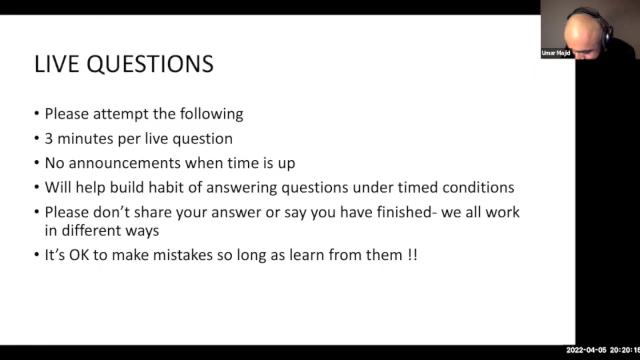 Umar Majid
LIVE QUESTIONS
• Please attempt the following
• 3 minutes per live question
• No announcements when time is up
• Will help build habit of answering questions under timed conditions
• Please don't share your answer or say you have finished- we all work
in different ways
• It's OK to make mistakes so long as learn from them !!
2022-04-05 20:20:16